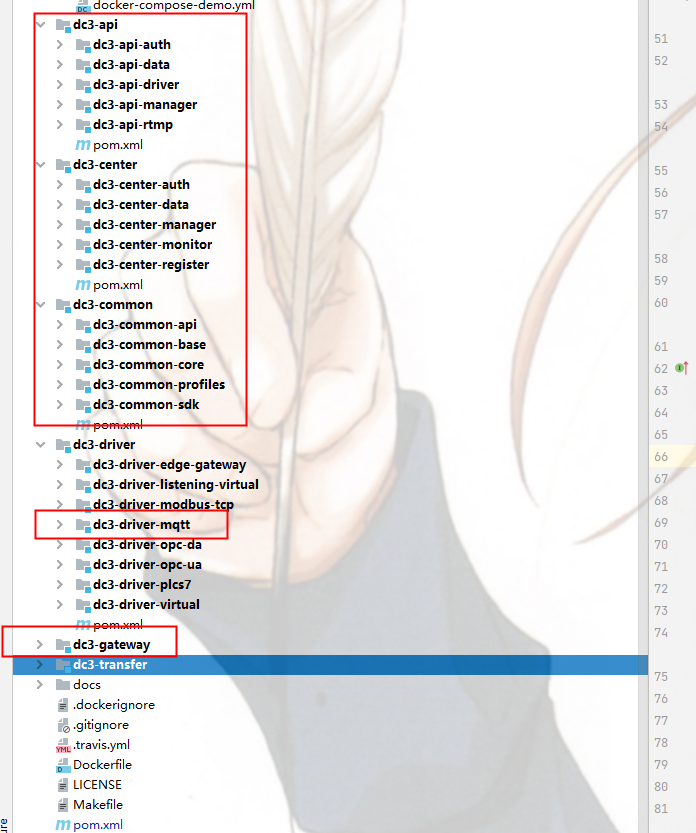 docker-compose-demo.yml
dc3-api
dc3-api-auth
dc3-api-data
dc3-api-driver
dc3-api-manager
dc3-api-rtmp
pom.xml
dc3-center
dc3-center-auth
dc3-center-data
dc3-center-manager
dc3-center-monitor
dc3-center-register
pom.xml
dc3-common
dc3-common-api
dc3-common-base
dc3-common-core
dc3-common-profiles
dc3-common-sdk
pom.xml
dc3-driver
dc3-driver-edge-gateway
dc3-driver-listening-virtual
dc3-driver-modbus-tcp
dc3-driver-mqtt
dc3-driver-opc-da
dc3-driver-opc-ua
dc3-driver-plcs7
dc3-driver-virtual
pom.xml
dc3-gateway
dc3-transfer
docs
.dockerignore
.gitignore
.travis.yml
Dockerfile
LICENSE
Makefile
pom.xml
51
52
53
54
55
56
57
58
59
60
61
62
63
64
65
66
67
68
69
70
71
72
73
74
75
76
77
78
79
80
81